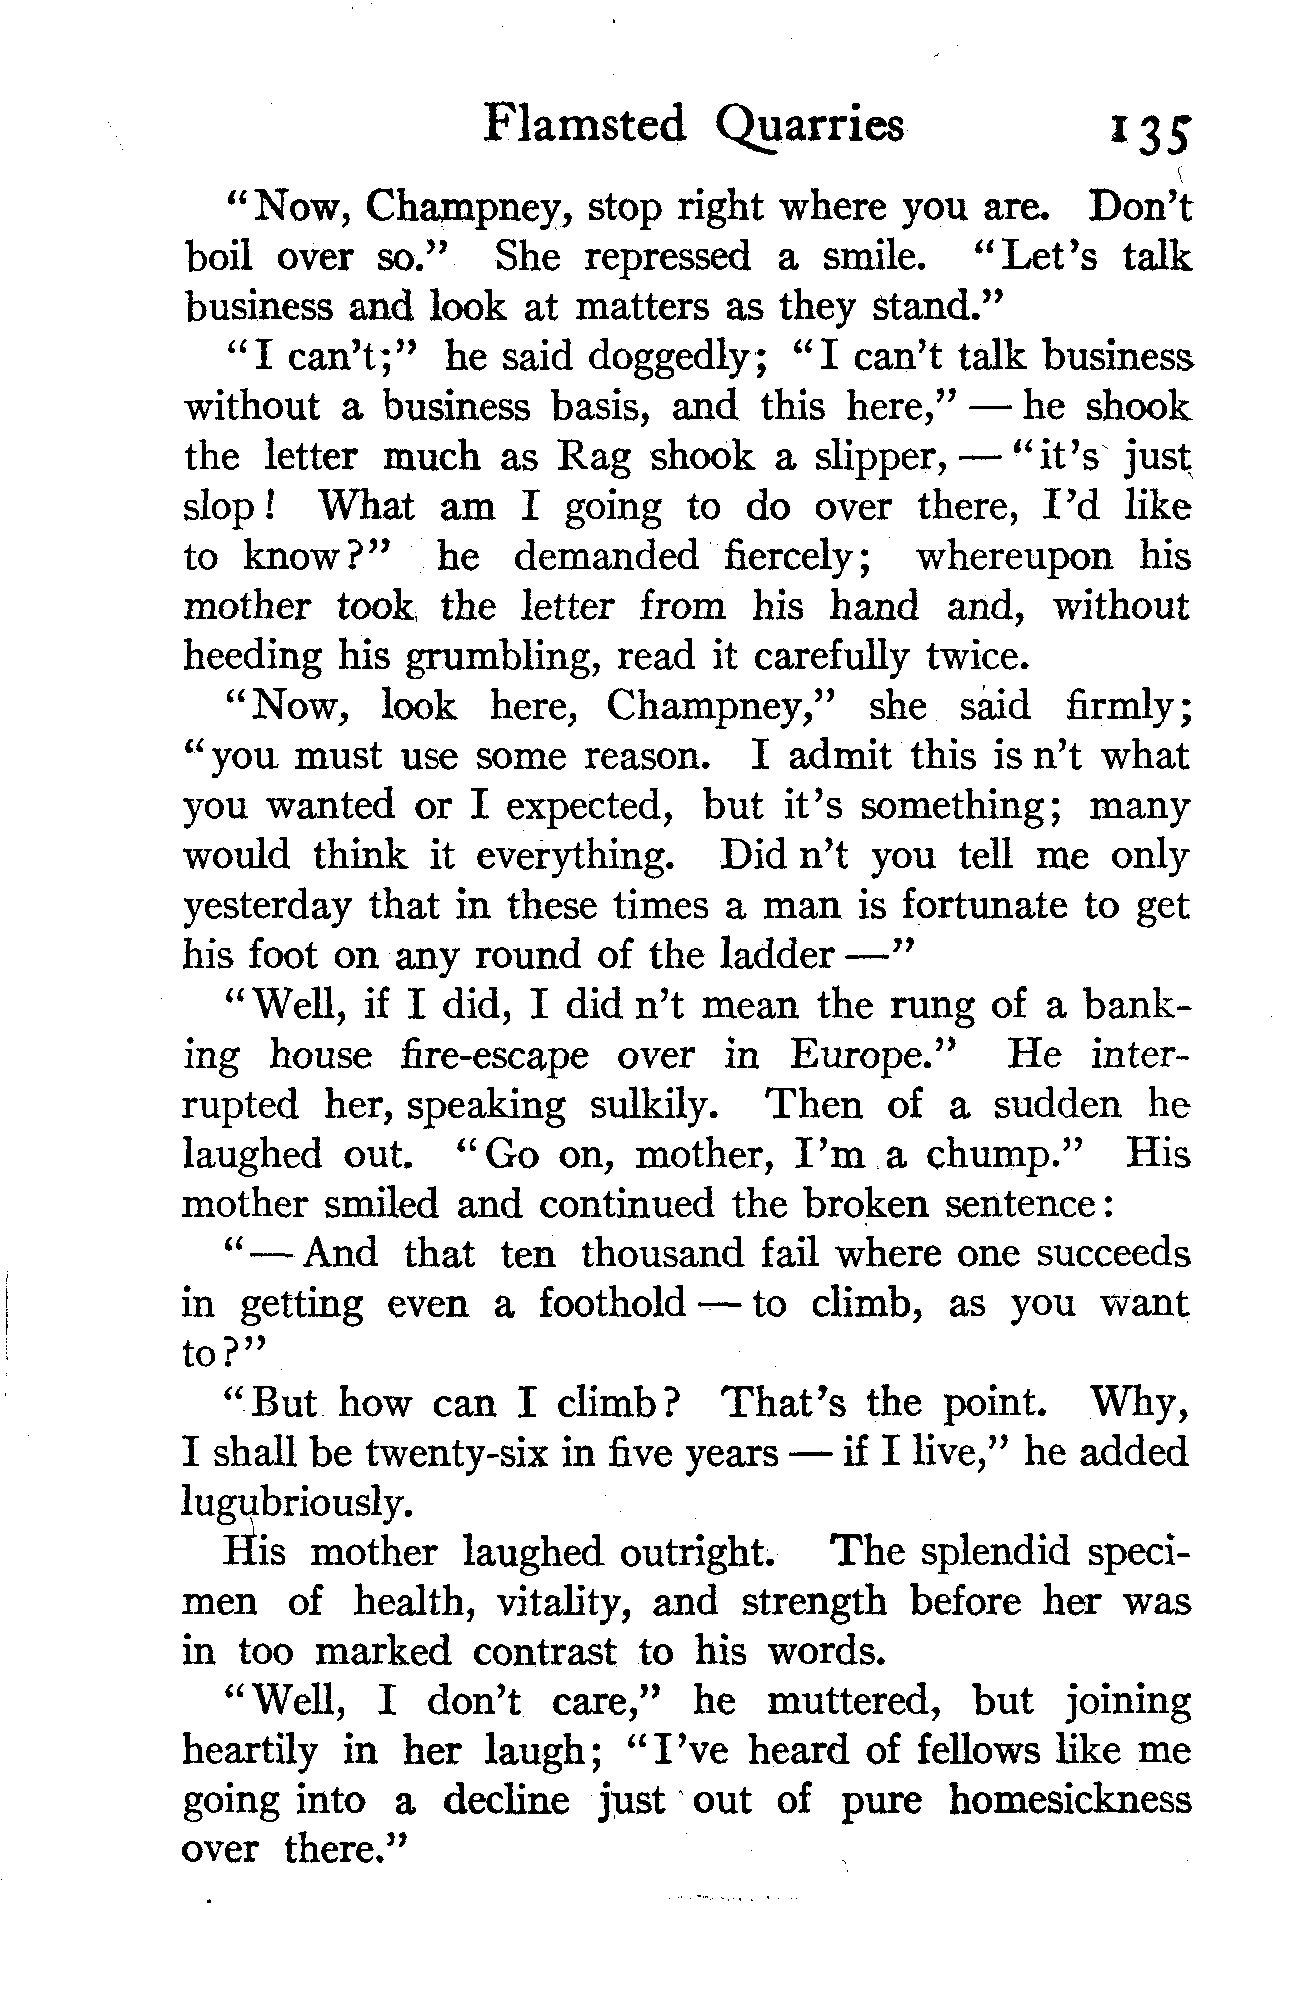 Flamsted Quarries 135
"Now, Champney, stop right where you are. Don't
boil over so." She repressed a smile. "Let's talk
business and look at matters as they stand."
"I can't;" he said doggedly; "I can't talk business
without a business basis, and this here," — he shook
the letter much as Rag shook a slipper, — "it's just
slop! What am I going to do over there, I'd like
to know?" he demanded fiercely; whereupon his
mother took the letter from his hand and, without
heeding his grumbling, read it carefully twice.
"Now, look here, Champney," she said firmly;
"you must use some reason. I admit this is n't what
you wanted or I expected, but it's something; many
would think it everything. Did n't you tell me only
yesterday that in these times a man is fortunate to get
his foot on any round of the ladder —"
"Well, if I did, I did n't mean the rung of a bank-
ing house fire-escape over in Europe." He inter-
rupted her, speaking sulkily. Then of a sudden he
laughed out. "Go on, mother, I'm a chump." His
mother smiled and continued the broken sentence:
"— And that ten thousand fail where one succeeds
in getting even a foothold — to climb, as you want
to?"
"But how can I climb? That's the point. Why,
I shall be twenty-six in five years — if I live," he added
lugubriously.
His mother laughed outright. The splendid speci-
men of health, vitality, and strength before her was
in too marked contrast to his words.
"Well, I don't care," he muttered, but joining
heartily in her laugh; "I've heard of fellows like me
going into a decline just out of pure homesickness
over there."